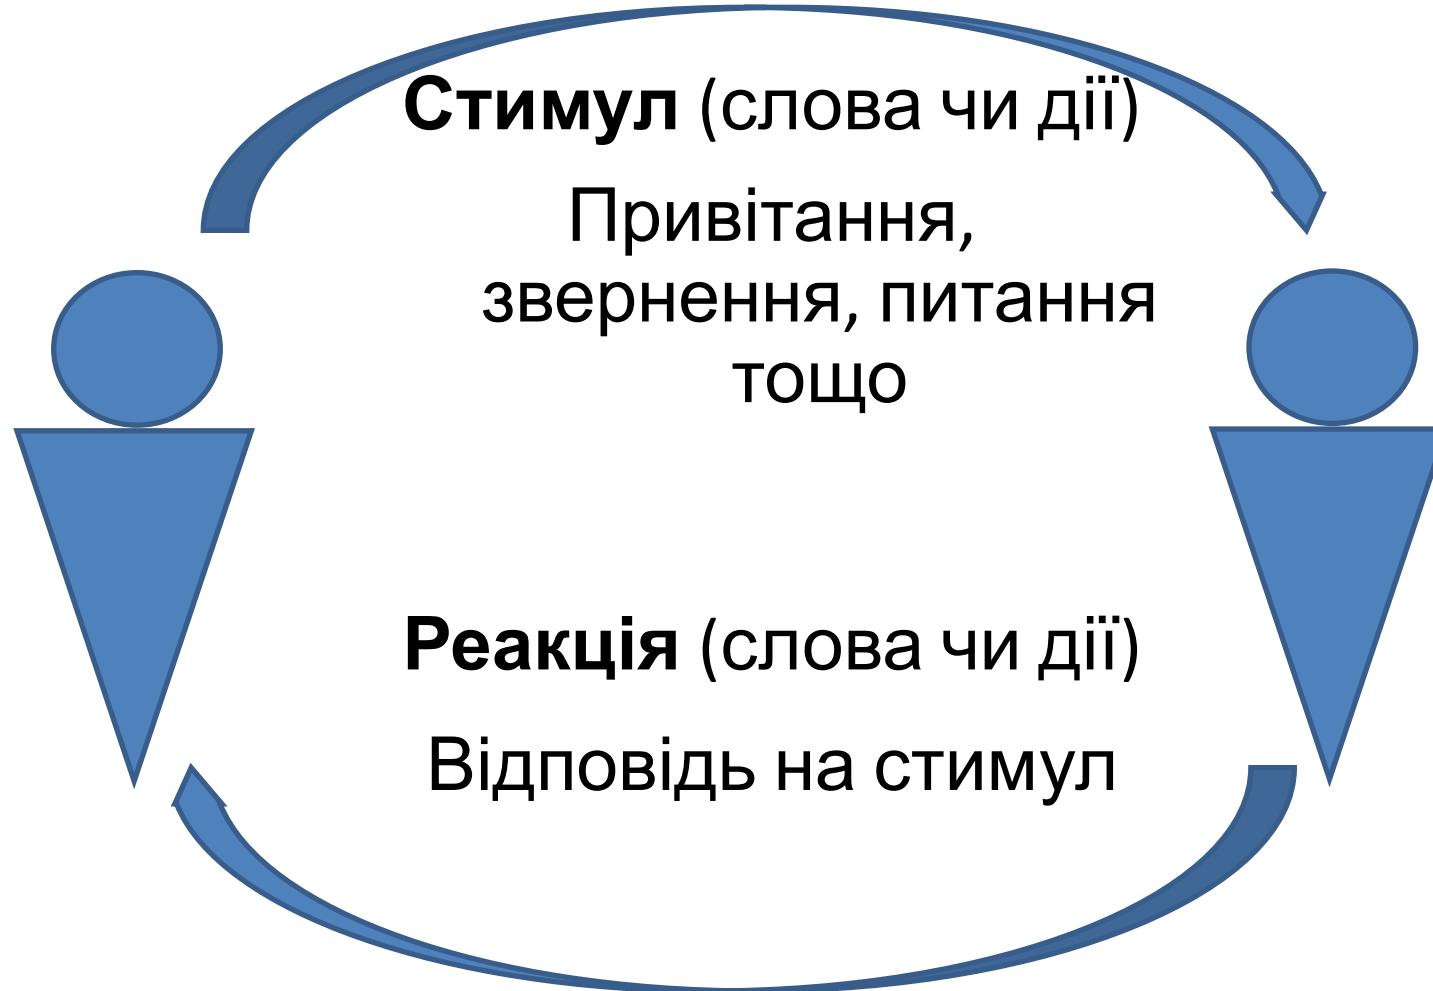 Стимул (слова чи дії)
Привітання,
звернення, питання
тощо
Реакція (слова чи дії)
Відповідь на стимул